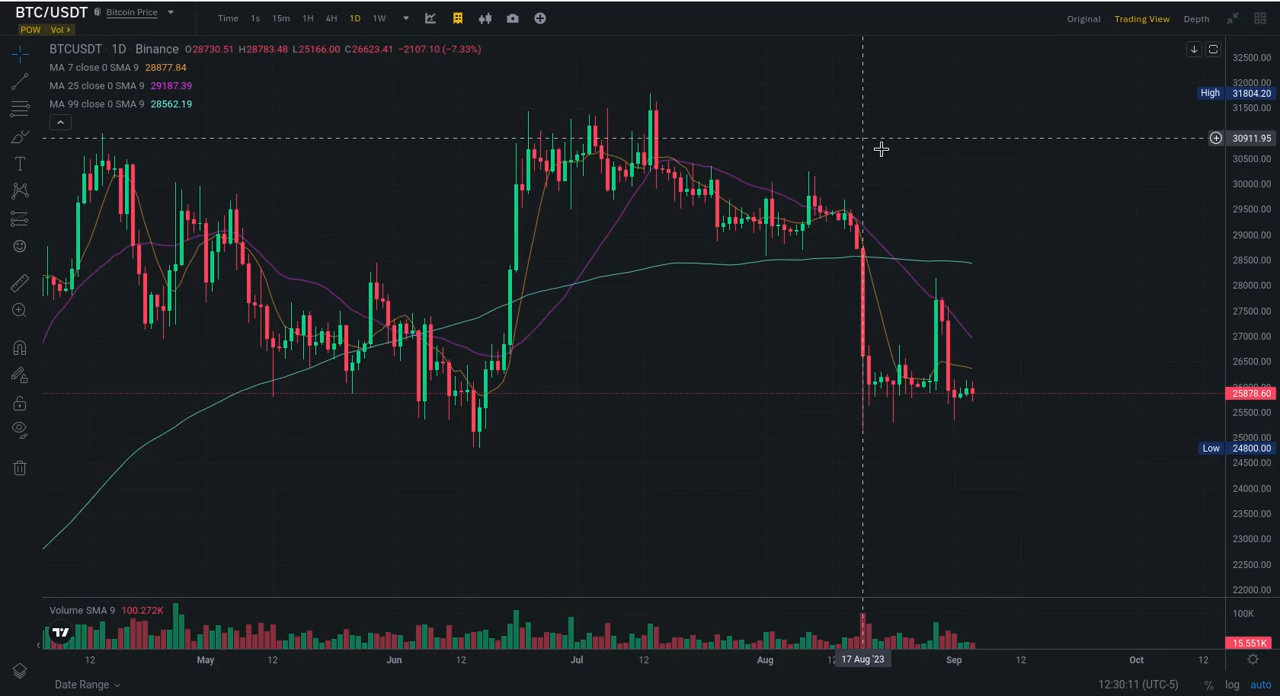 BTC/USDT Bitcoin Price
POW Vol
Time 1s 15m 1H 4H 1D 1W
Original Trading View Depth
BTCUSDT 1D Binance O28730.51 H28783.48 L25166.00 C26623.41 −2107.10 (−7.33%)
MA 7 close 0 SMA 9 28877.84
MA 25 close 0 SMA 9 29187.39
MA 99 close 0 SMA 9 28562.19
32500.00
32000.00
High 31804.20
31500.00
30911.95
30500.00
30000.00
29500.00
29000.00
28500.00
28000.00
27500.00
27000.00
26500.00
26000.00
25878.60
25500.00
25000.00
Low 24800.00
24500.00
24000.00
23500.00
23000.00
22500.00
22000.00
Volume SMA 9 100.272K
100K
15.551K
12 May 12 Jun 12 Jul 12 Aug 17 Aug '23 Sep 12 Oct 12
Date Range
12:30:11 (UTC-5) % log auto